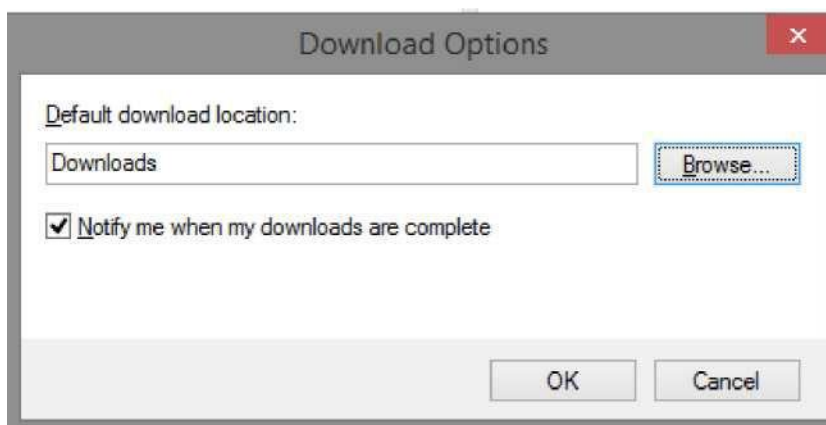 Download Options
Default download location:
Downloads
Browse...
Notify me when my downloads are complete
OK
Cancel